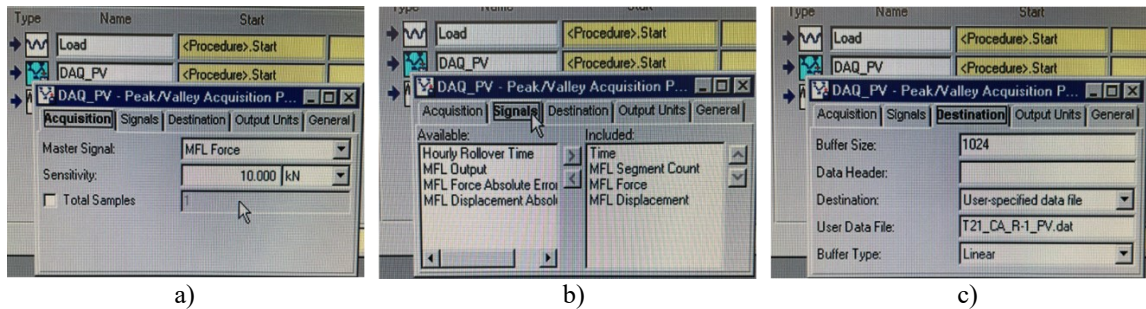 Type Name Start
Load <Procedure>.Start
DAQ_PV <Procedure>.Start
DAQ_PV - Peak/Valley Acquisition P...
Acquisition Signals Destination Output Units General
Master Signal: MFL Force
Sensitivity: 10.000 kN
Total Samples 1
a)
Type Name Start
Load <Procedure>.Start
DAQ_PV <Procedure>.Start
DAQ_PV - Peak/Valley Acquisition P...
Acquisition Signals Destination Output Units General
Available: Included:
Hourly Rollover Time Time
MFL Output MFL Segment Count
MFL Force Absolute Error MFL Force
MFL Displacement Absol MFL Displacement
b)
Type Name Start
Load <Procedure>.Start
DAQ_PV <Procedure>.Start
DAQ_PV - Peak/Valley Acquisition P...
Acquisition Signals Destination Output Units General
Buffer Size: 1024
Data Header:
Destination: User-specified data file
User Data File: T21_CA_R-1_PV.dat
Buffer Type: Linear
c)